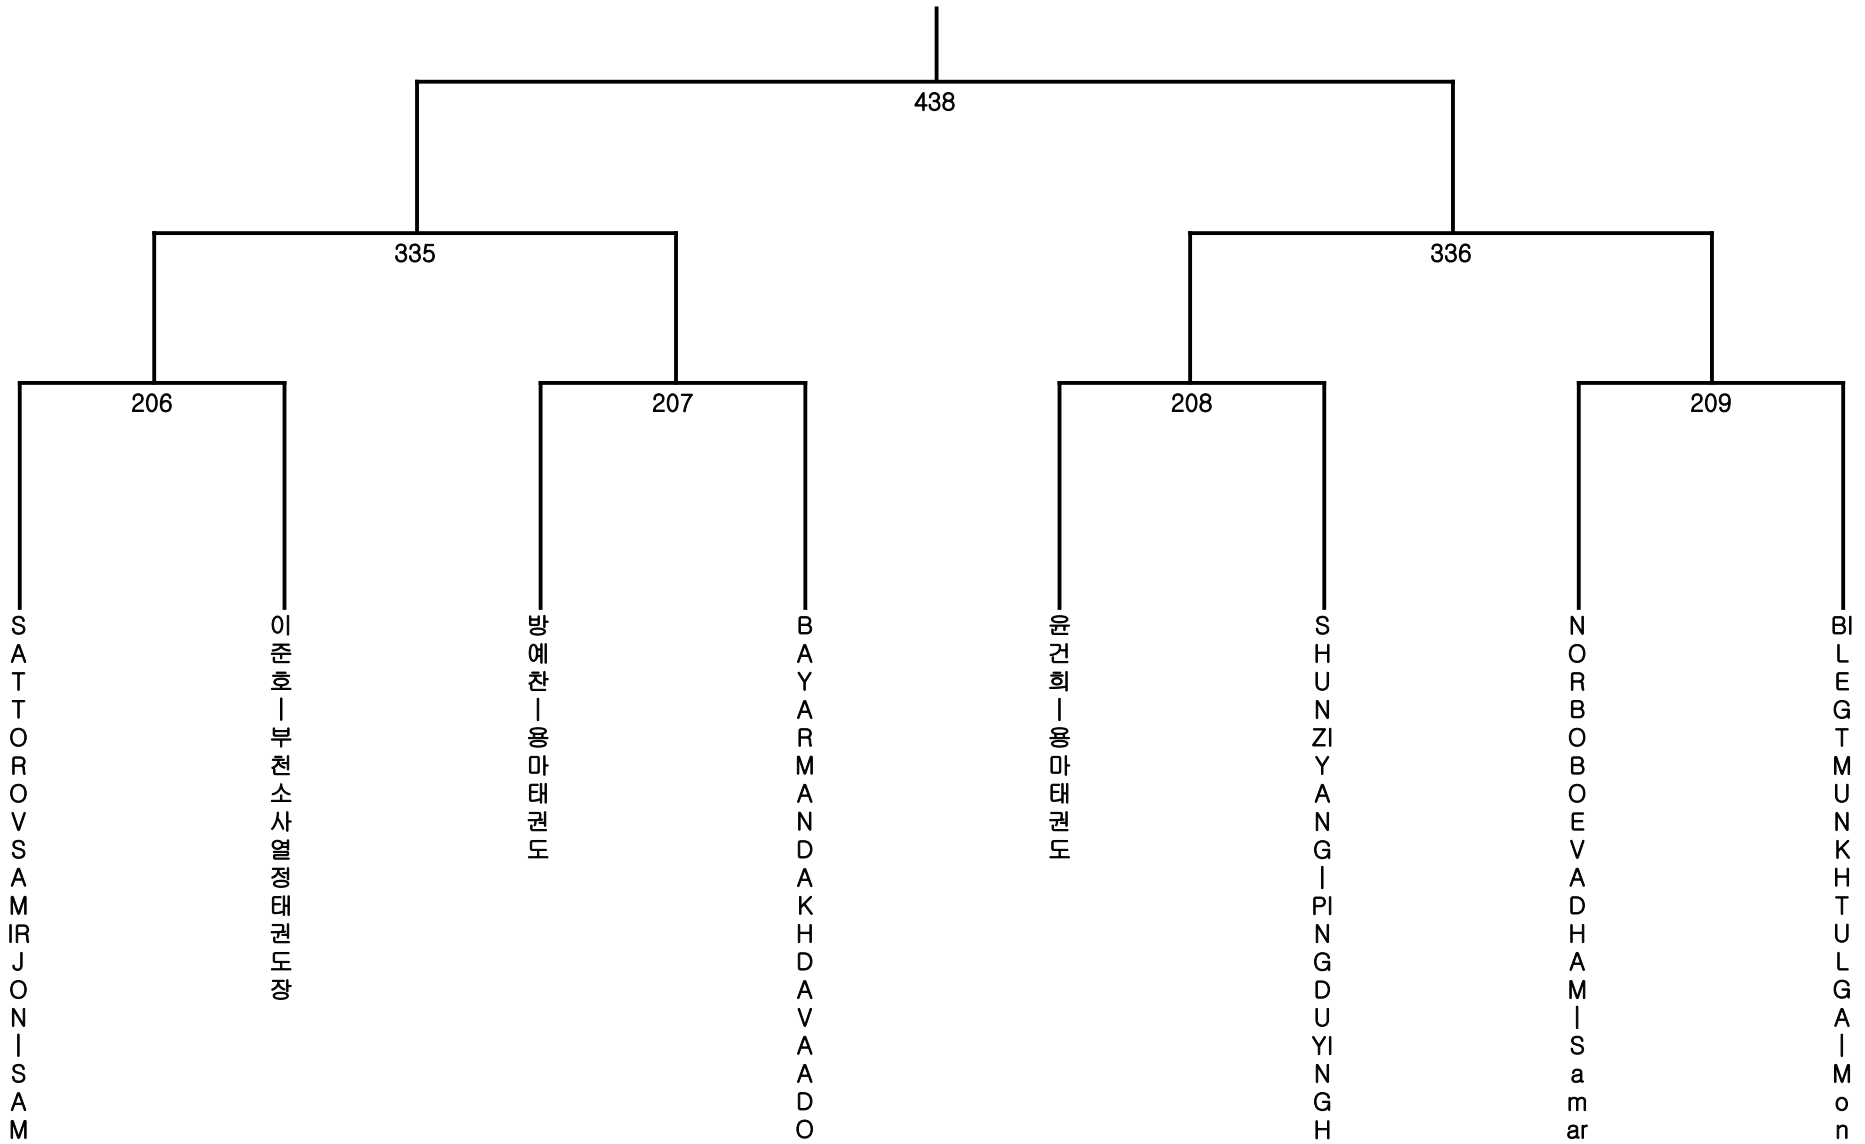 438
335
336
206
207
208
209
SATTOROVSAMIRJON|SAM
이준호|부천소사열정태권도장
방예찬|용마태권도
BAYARMANDAKHDAVAADO
윤건희|용마태권도
SHUNZIYANG|PINGDUYINGH
NORBOBOEVADHAM|Samar
BILEGTMUNKHTULGA|Mon